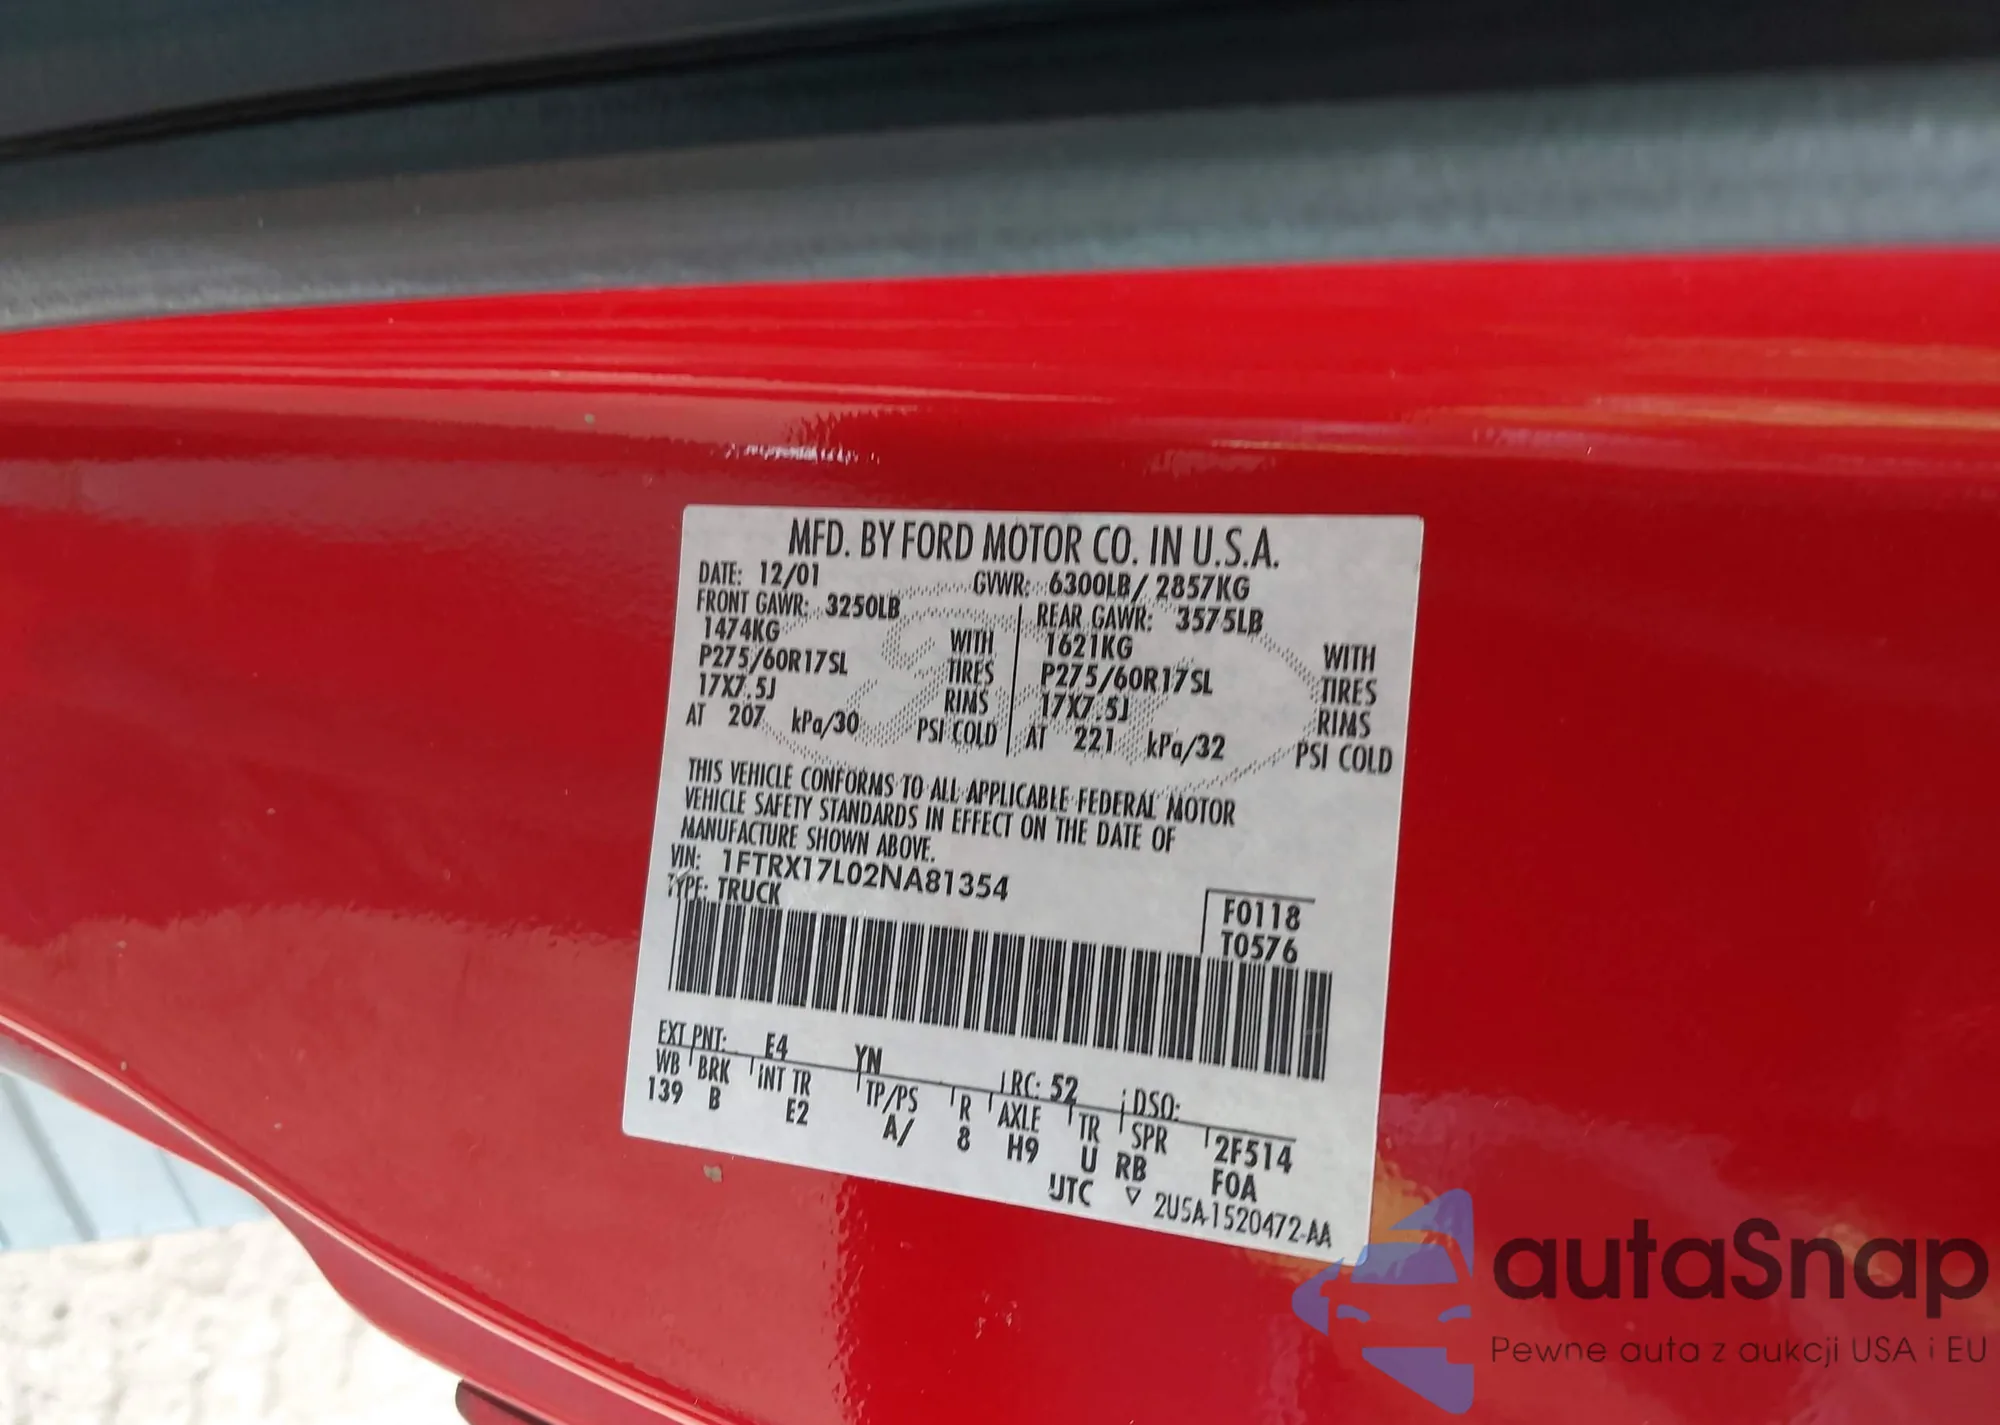 MFD. BY FORD MOTOR CO. IN U.S.A.
DATE: 12/01 GVWR: 6300LB/ 2857KG
FRONT GAWR: 3250LB REAR GAWR: 3575LB
1474KG WITH 1621KG WITH
P275/60R17SL TIRES P275/60R17SL TIRES
17X7.5J RIMS 17X7.5J RIMS
AT 207 kPa/30 PSI COLD AT 221 kPa/32 PSI COLD
THIS VEHICLE CONFORMS TO ALL APPLICABLE FEDERAL MOTOR
VEHICLE SAFETY STANDARDS IN EFFECT ON THE DATE OF
MANUFACTURE SHOWN ABOVE.
VIN: 1FTRX17L02NA81354
TYPE: TRUCK
F0118
T0576
EXT PNT: E4 YN RC: 52 DSO:
WB BRK INT TR TP/PS R AXLE TR SPR 2F514
139 B E2 A/ 8 H9 U RB F0A
UTC ▽ 2U5A-1520472-AA
autaSnap
Pewne auta z aukcji USA i EU